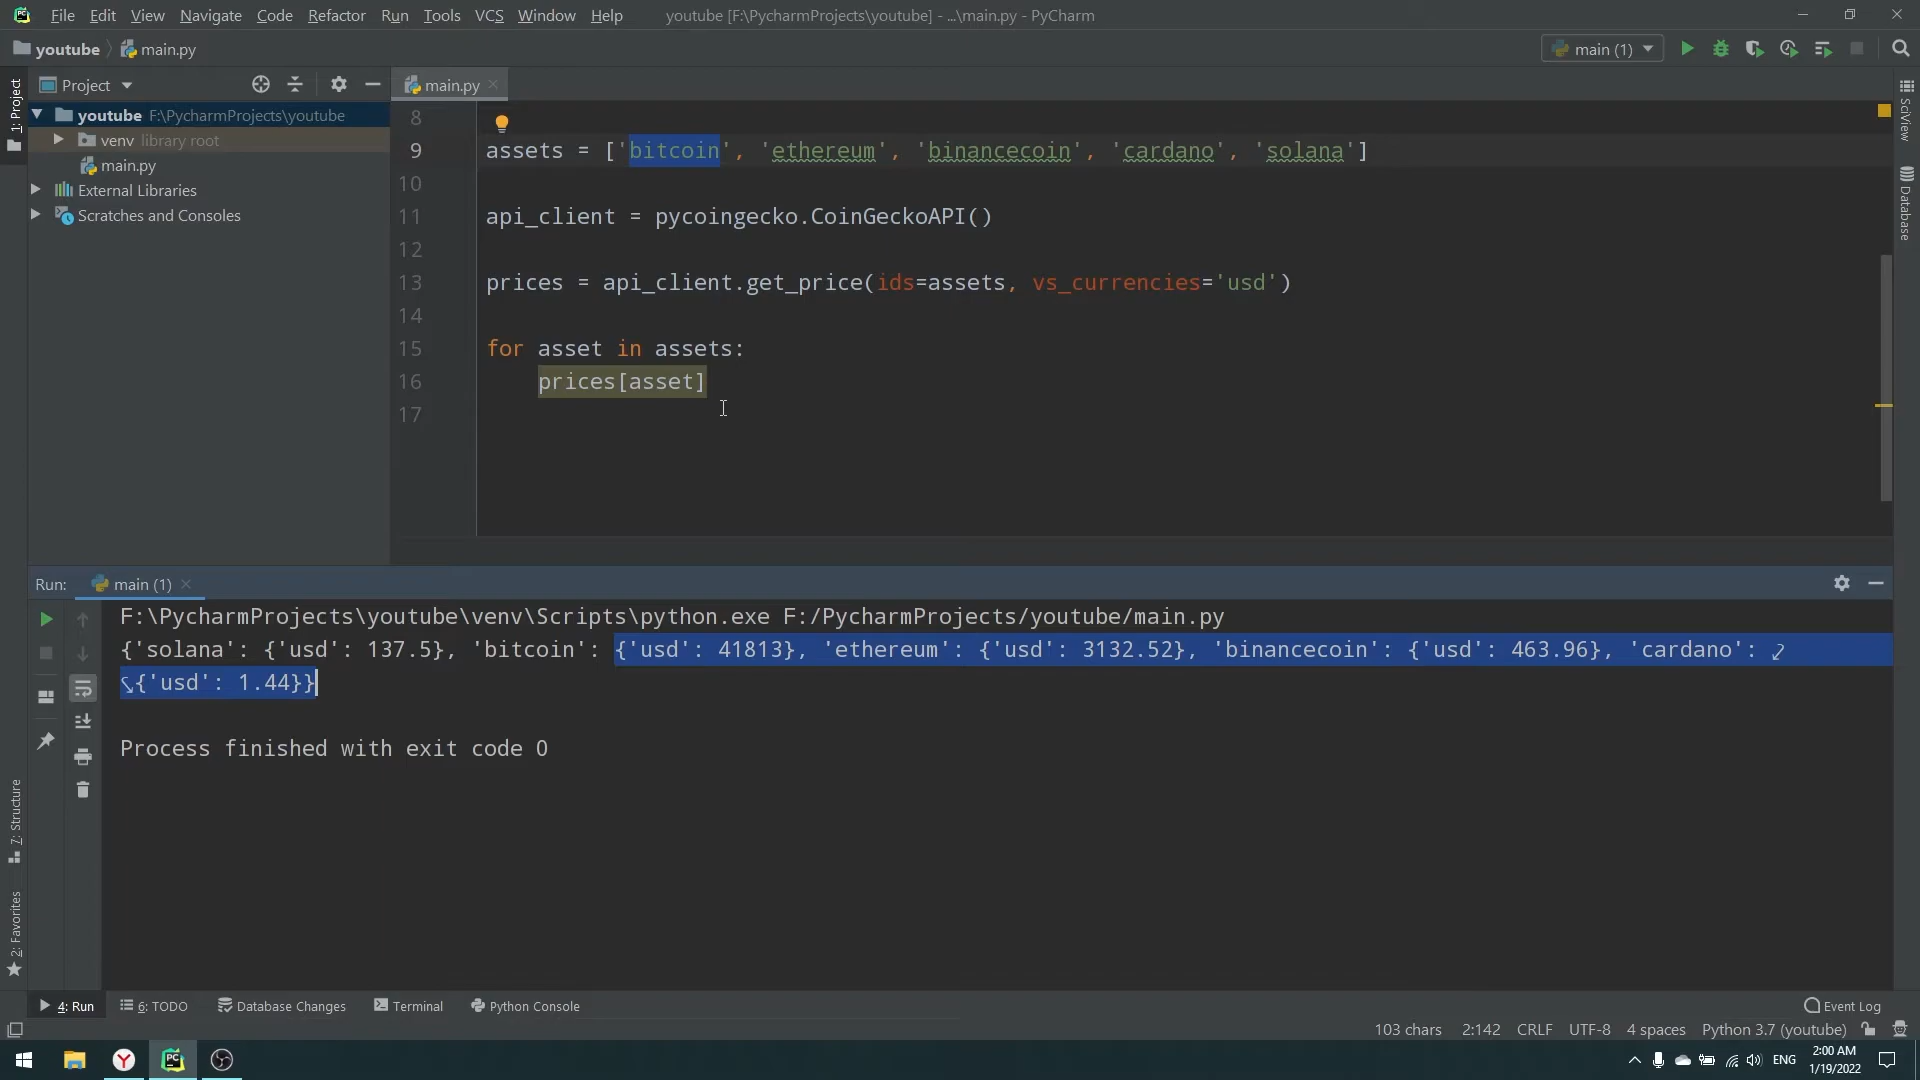 File Edit View Navigate Code Refactor Run Tools VCS Window Help youtube [F:\PycharmProjects\youtube] - ...\main.py - PyCharm
youtube main.py main (1)
Project main.py
1: Project
youtube F:\PycharmProjects\youtube
venv library root
main.py
External Libraries
Scratches and Consoles
8
9 assets = ['bitcoin', 'ethereum', 'binancecoin', 'cardano', 'solana']
10
11 api_client = pycoingecko.CoinGeckoAPI()
12
13 prices = api_client.get_price(ids=assets, vs_currencies='usd')
14
15 for asset in assets:
16 prices[asset]
17
SciView
Database
Run: main (1)
F:\PycharmProjects\youtube\venv\Scripts\python.exe F:/PycharmProjects/youtube/main.py
{'solana': {'usd': 137.5}, 'bitcoin': {'usd': 41813}, 'ethereum': {'usd': 3132.52}, 'binancecoin': {'usd': 463.96}, 'cardano':
{'usd': 1.44}}
Process finished with exit code 0
7: Structure
2: Favorites
4: Run 6: TODO Database Changes Terminal Python Console Event Log
103 chars 2:142 CRLF UTF-8 4 spaces Python 3.7 (youtube)
PC
ENG
2:00 AM
1/19/2022